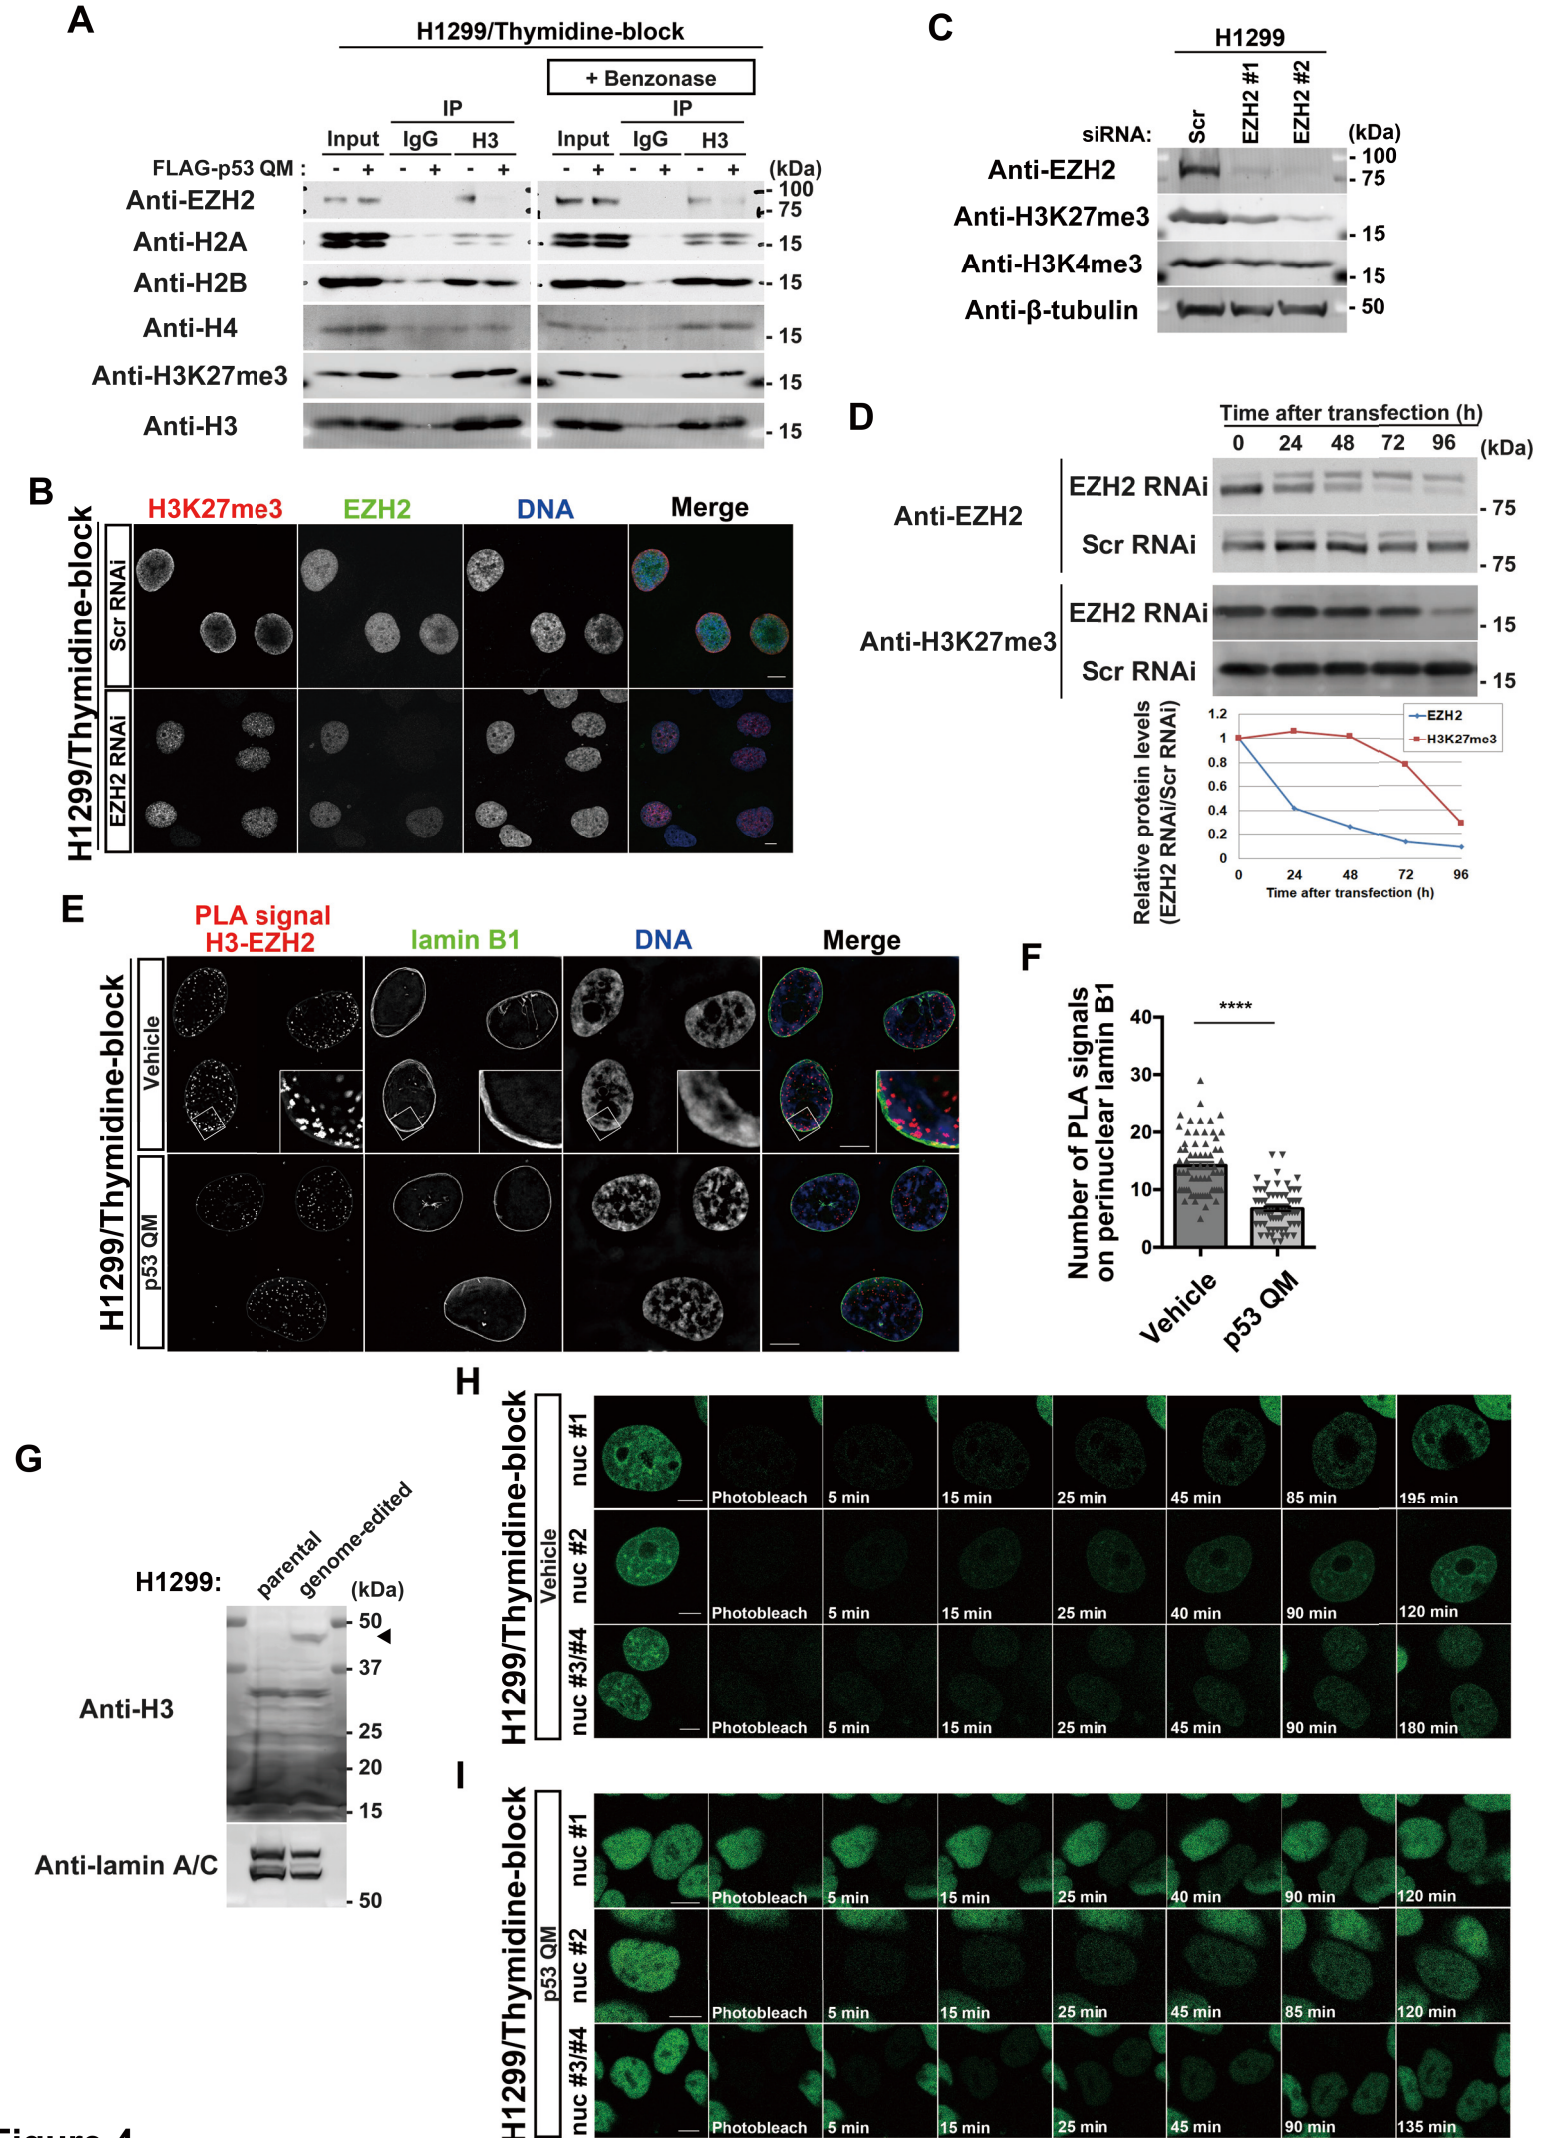 A
H1299/Thymidine-block
+ Benzonase
IP
IP
Input IgG H3 Input IgG H3
FLAG-p53 QM : - + - + - + - + - + - + (kDa)
Anti-EZH2
- 100
- 75
Anti-H2A
- 15
Anti-H2B
- 15
Anti-H4
- 15
Anti-H3K27me3
- 15
Anti-H3
- 15
B
H3K27me3 EZH2 DNA Merge
H1299/Thymidine-block
Scr RNAi
EZH2 RNAi
C
H1299
siRNA: Scr EZH2 #1 EZH2 #2 (kDa)
Anti-EZH2
- 100
- 75
Anti-H3K27me3
- 15
Anti-H3K4me3
- 15
Anti-β-tubulin
- 50
D
Time after transfection (h)
0 24 48 72 96 (kDa)
Anti-EZH2
EZH2 RNAi
- 75
Scr RNAi
- 75
Anti-H3K27me3
EZH2 RNAi
- 15
Scr RNAi
- 15
Relative protein levels
(EZH2 RNAi/Scr RNAi)
1.2
1
0.8
0.6
0.4
0.2
0
EZH2
H3K27me3
0 24 48 72 96
Time after transfection (h)
E
PLA signal
H3-EZH2
lamin B1 DNA Merge
H1299/Thymidine-block
Vehicle
p53 QM
F
Number of PLA signals
on perinuclear lamin B1
40
30
20
10
0
****
Vehicle
p53 QM
G
H1299: parental genome-edited
(kDa)
Anti-H3
- 50
- 37
- 25
- 20
- 15
Anti-lamin A/C
- 50
H
H1299/Thymidine-block
Vehicle
nuc #1
Photobleach 5 min 15 min 25 min 45 min 85 min 195 min
nuc #2
Photobleach 5 min 15 min 25 min 40 min 90 min 120 min
nuc #3/#4
Photobleach 5 min 15 min 25 min 45 min 90 min 180 min
I
H1299/Thymidine-block
p53 QM
nuc #1
Photobleach 5 min 15 min 25 min 40 min 90 min 120 min
nuc #2
Photobleach 5 min 15 min 25 min 45 min 85 min 120 min
nuc #3/#4
Photobleach 5 min 15 min 25 min 45 min 90 min 135 min
Figure 4